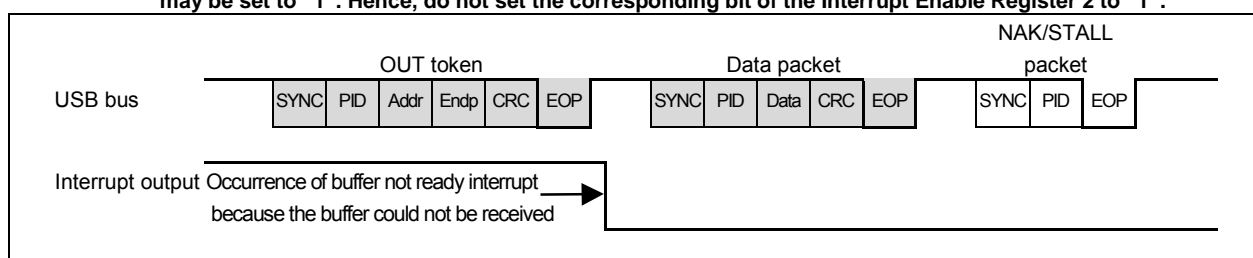 may be set to "1". Hence, do not set the corresponding bit of the Interrupt Enable Register 2 to "1".
NAK/STALL
OUT token Data packet packet
USB bus SYNC PID Addr Endp CRC EOP SYNC PID Data CRC EOP SYNC PID EOP
Interrupt output Occurrence of buffer not ready interrupt
because the buffer could not be received